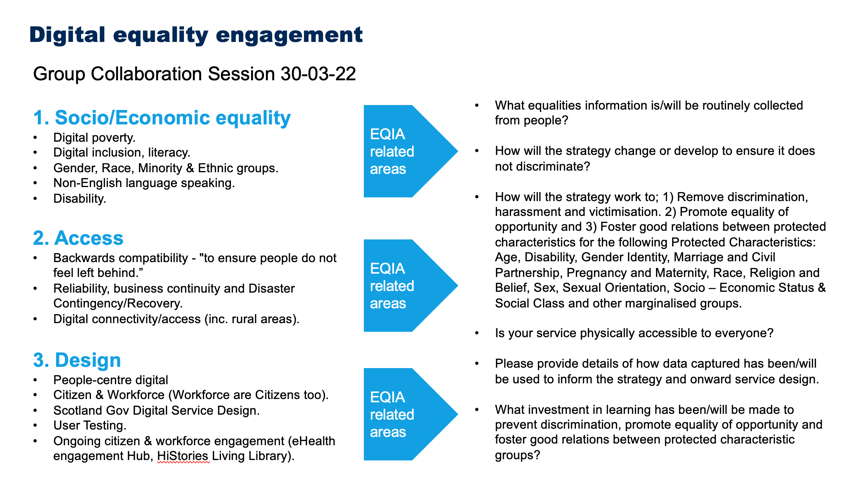 Digital equality engagement
Group Collaboration Session 30-03-22
1. Socio/Economic equality
• Digital poverty.
• Digital inclusion, literacy.
• Gender, Race, Minority & Ethnic groups.
• Non-English language speaking.
• Disability.
EQIA
related
areas
2. Access
• Backwards compatibility - "to ensure people do not
feel left behind.”
• Reliability, business continuity and Disaster
Contingency/Recovery.
• Digital connectivity/access (inc. rural areas).
EQIA
related
areas
3. Design
• People-centre digital
• Citizen & Workforce (Workforce are Citizens too).
• Scotland Gov Digital Service Design.
• User Testing.
• Ongoing citizen & workforce engagement (eHealth
engagement Hub, HiStories Living Library).
EQIA
related
areas
• What equalities information is/will be routinely collected
from people?
• How will the strategy change or develop to ensure it does
not discriminate?
• How will the strategy work to; 1) Remove discrimination,
harassment and victimisation. 2) Promote equality of
opportunity and 3) Foster good relations between protected
characteristics for the following Protected Characteristics:
Age, Disability, Gender Identity, Marriage and Civil
Partnership, Pregnancy and Maternity, Race, Religion and
Belief, Sex, Sexual Orientation, Socio – Economic Status &
Social Class and other marginalised groups.
• Is your service physically accessible to everyone?
• Please provide details of how data captured has been/will
be used to inform the strategy and onward service design.
• What investment in learning has been/will be made to
prevent discrimination, promote equality of opportunity and
foster good relations between protected characteristic
groups?